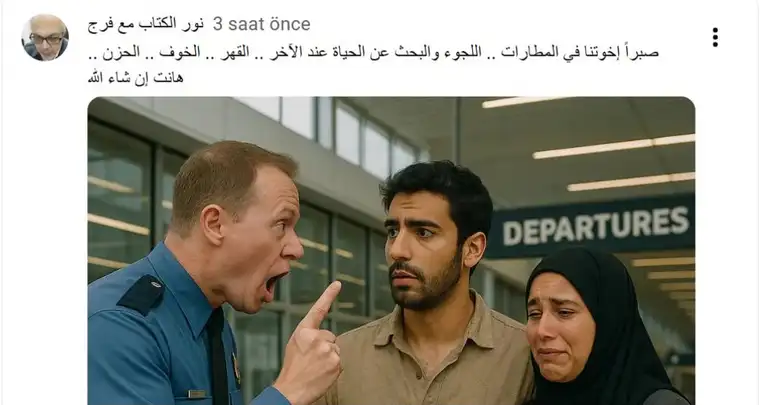 نور الكتاب مع فرج 3 saat önce
صبراً إخوتنا في المطارات .. اللجوء والبحث عن الحياة عند الآخر .. القهر .. الخوف .. الحزن ..
هانت إن شاء الله
DEPARTURES